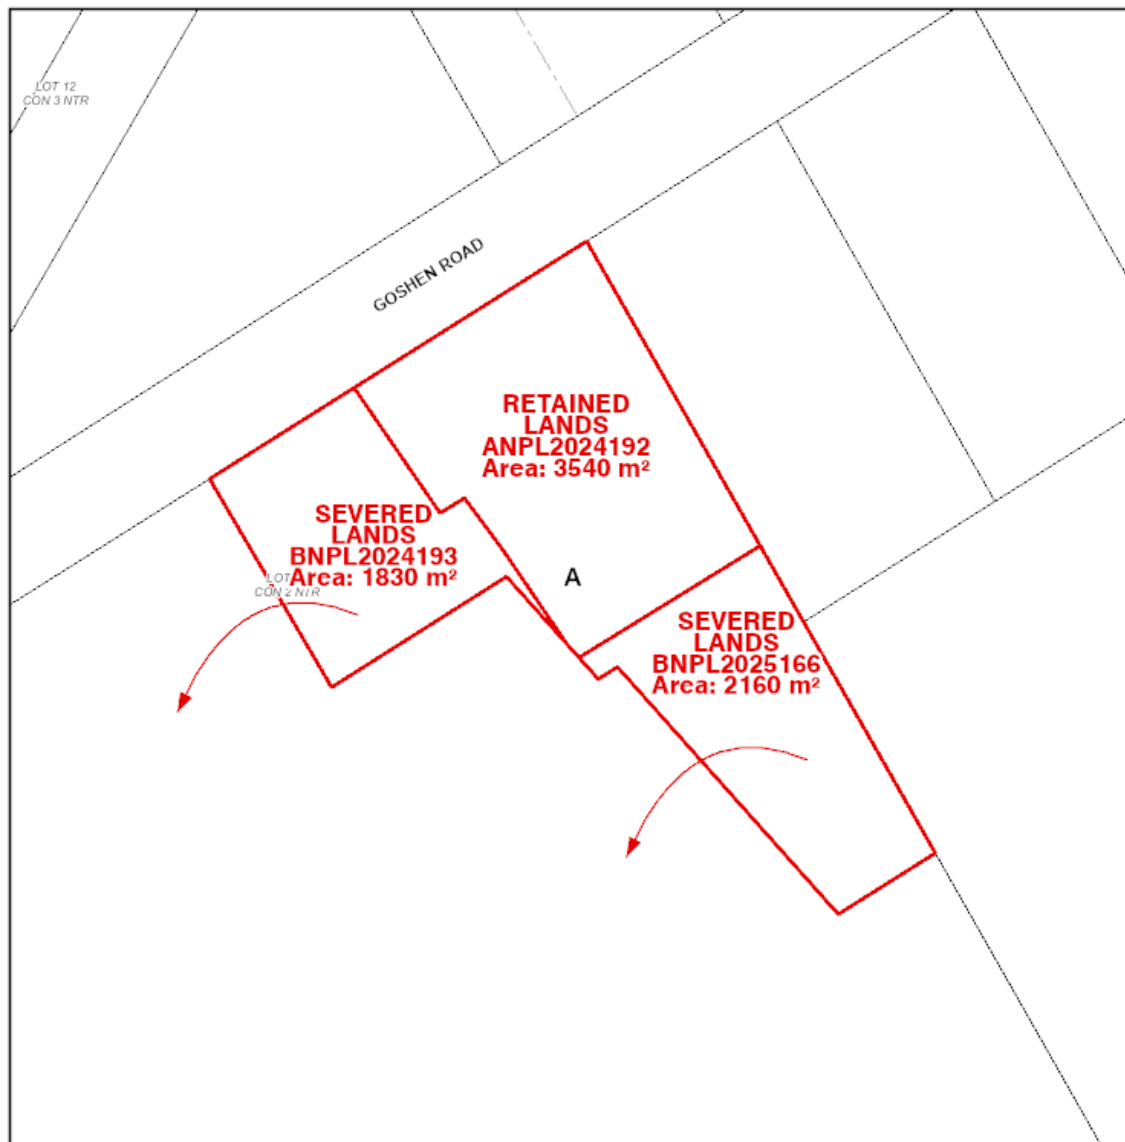 LOT 12
CON 3 NTR
GOSHEN ROAD
RETAINED
LANDS
ANPL2024192
Area: 3540 m²
SEVERED
LANDS
BNPL2024193
Area: 1830 m²
LOT
CON 2 NTR
A
SEVERED
LANDS
BNPL2025166
Area: 2160 m²